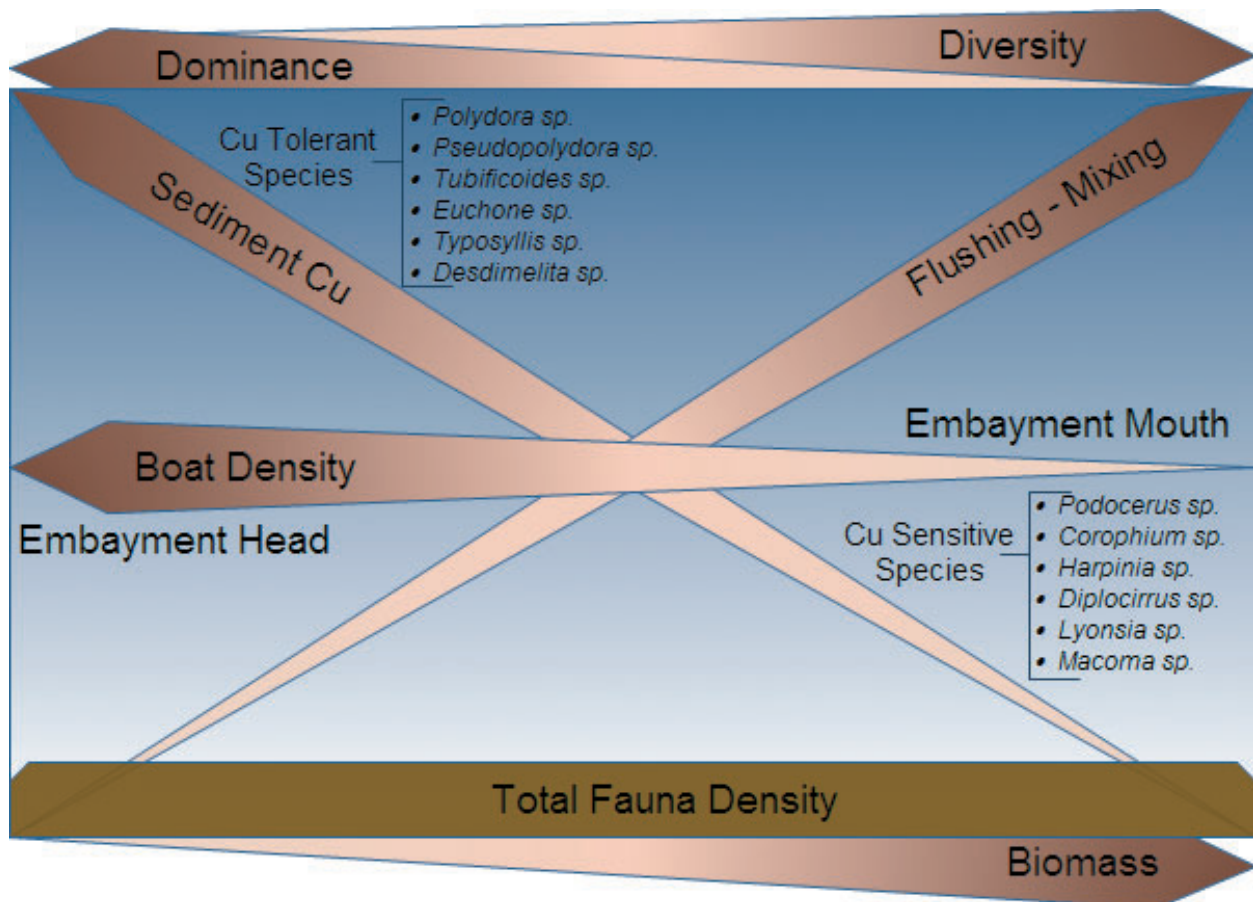 Dominance
Diversity
Cu Tolerant
Species
• Polydora sp.
• Pseudopolydora sp.
• Tubificoides sp.
• Euchone sp.
• Typosyllis sp.
• Desdimelita sp.
Sediment Cu
Flushing - Mixing
Boat Density
Embayment Mouth
Embayment Head
Cu Sensitive
Species
• Podocerus sp.
• Corophium sp.
• Harpinia sp.
• Diplocirrus sp.
• Lyonsia sp.
• Macoma sp.
Total Fauna Density
Biomass